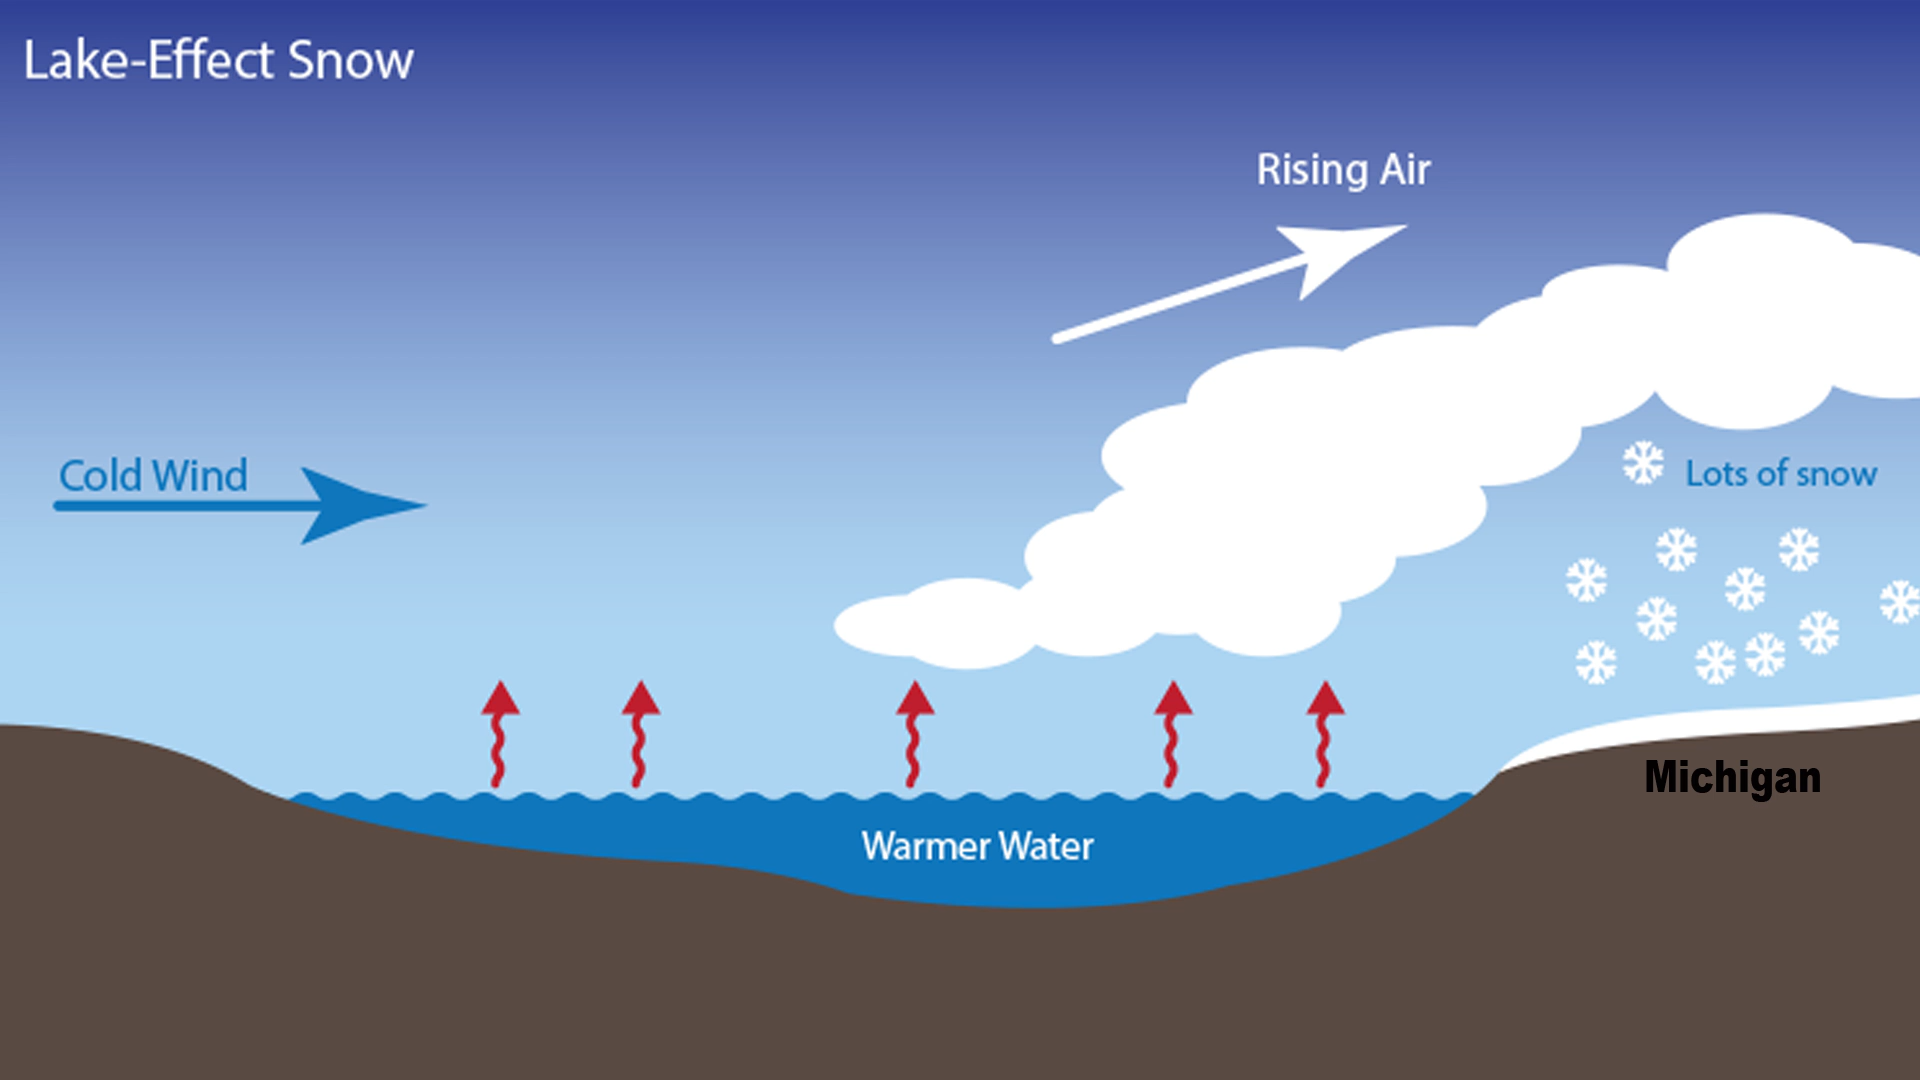 Lake-Effect Snow
Rising Air
Cold Wind
Lots of snow
Michigan
Warmer Water